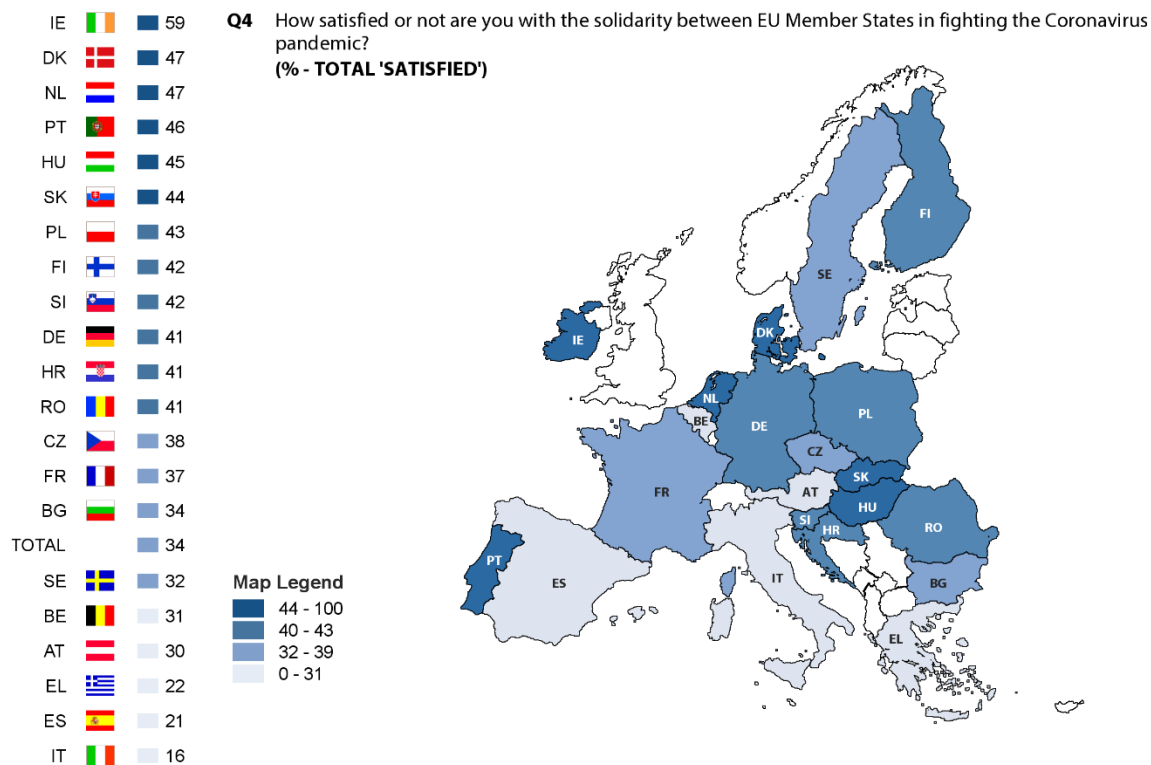 Q4 How satisfied or not are you with the solidarity between EU Member States in fighting the Coronavirus
pandemic?
(% - TOTAL 'SATISFIED')
IE 59
DK 47
NL 47
PT 46
HU 45
SK 44
PL 43
FI 42
SI 42
DE 41
HR 41
RO 41
CZ 38
FR 37
BG 34
TOTAL 34
SE 32
BE 31
AT 30
EL 22
ES 21
IT 16
Map Legend
44 - 100
40 - 43
32 - 39
0 - 31
FI
SE
IE
DK
NL
BE
DE
PL
CZ
SK
FR
AT
HU
SI
HR
RO
PT
ES
IT
BG
EL